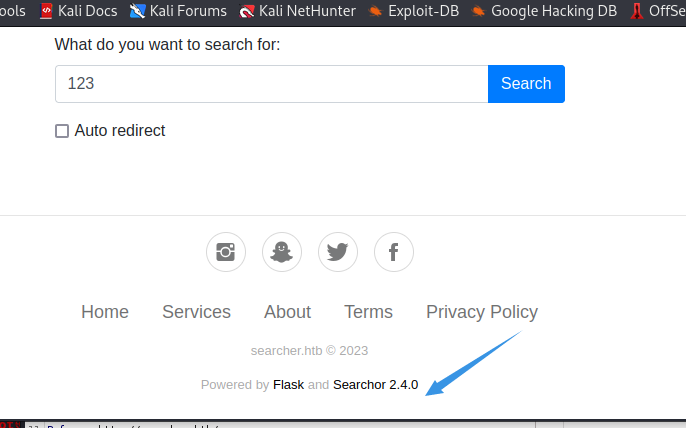 ools Kali Docs Kali Forums Kali NetHunter Exploit-DB Google Hacking DB OffSe
What do you want to search for:
123 Search
Auto redirect
Home Services About Terms Privacy Policy
searcher.htb © 2023
Powered by Flask and Searchor 2.4.0